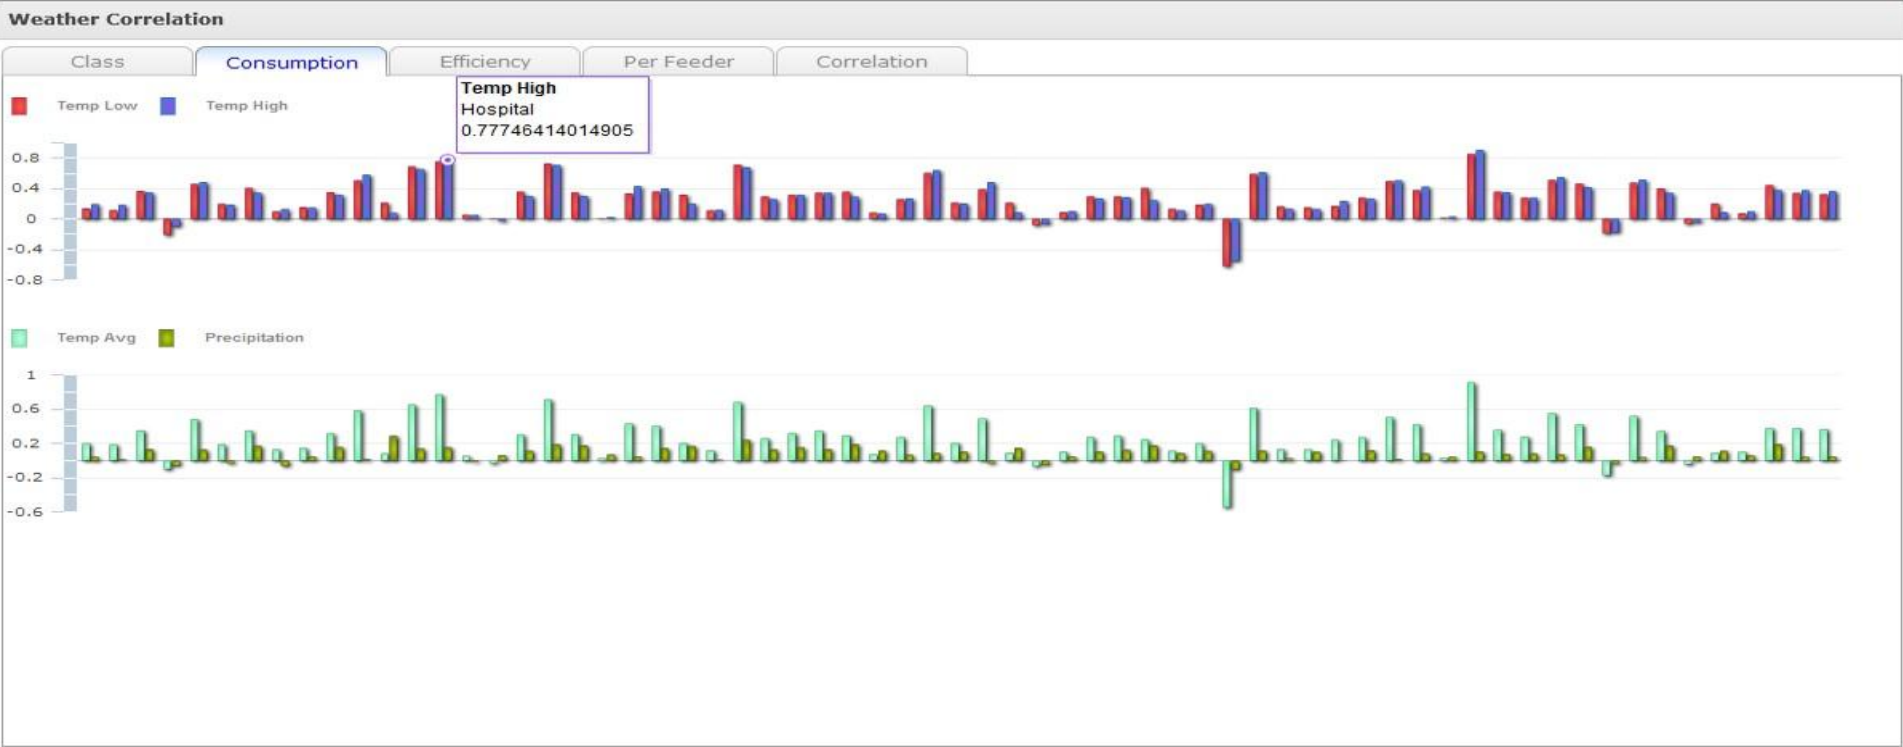 Weather Correlation
Class Consumption Efficiency Per Feeder Correlation
Temp High
Hospital
0.77746414014905
Temp Low Temp High
0.8
0.4
0
-0.4
-0.8
Temp Avg Precipitation
1
0.6
0.2
-0.2
-0.6